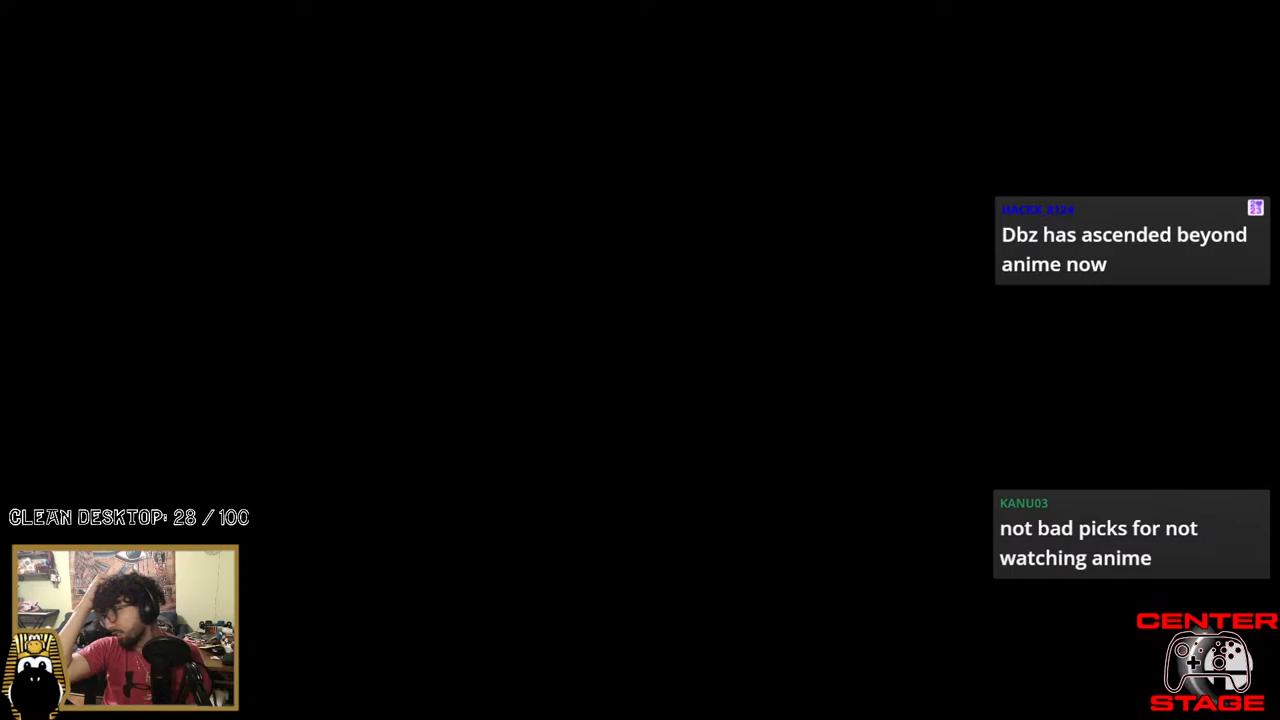 Dbz has ascended beyond
anime now
KANU03
not bad picks for not
watching anime
CLEAN DESKTOP: 28 / 100
CENTER
STAGE